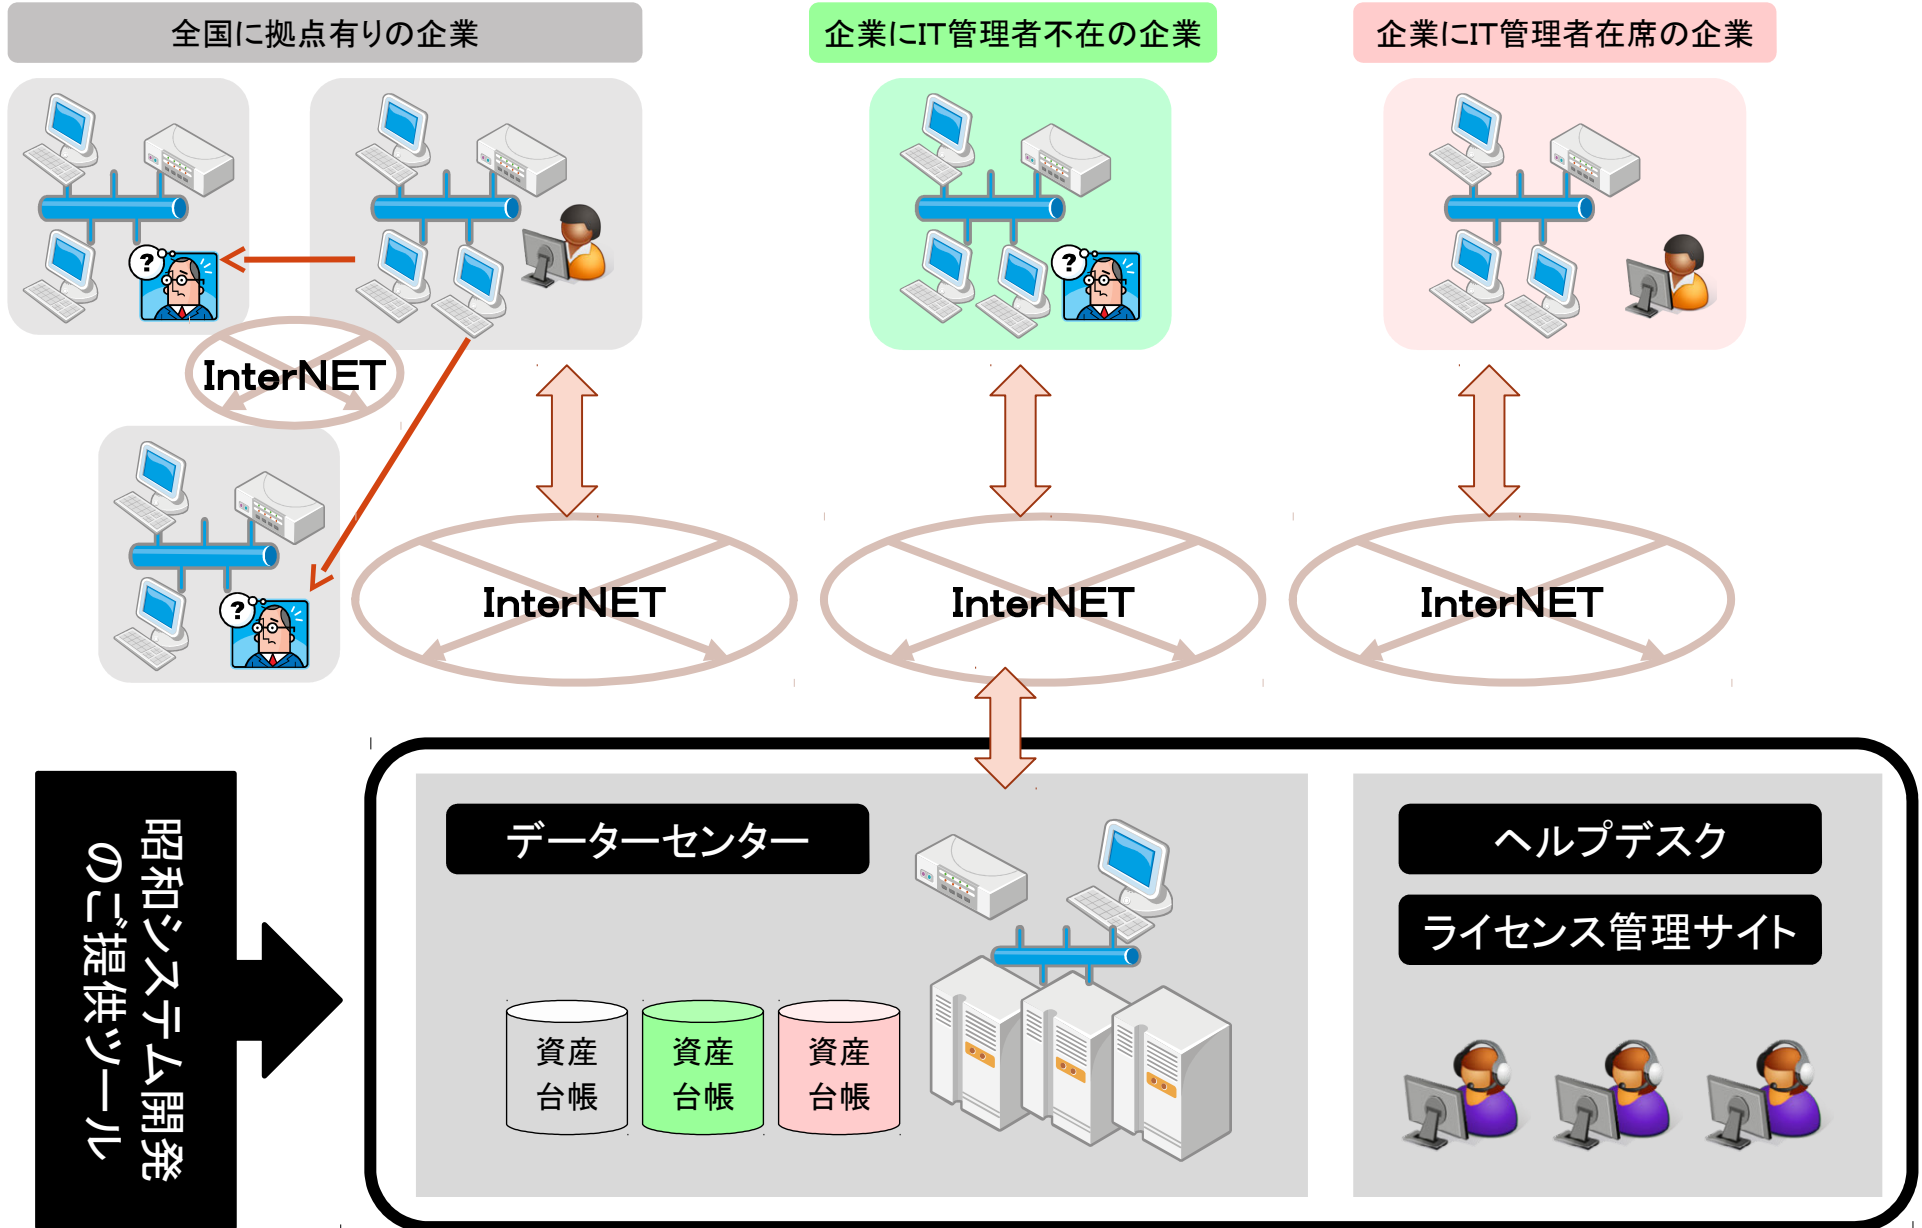 全国に拠点有りの企業
企業にIT管理者不在の企業
企業にIT管理者在席の企業
?
?
InterNET
?
InterNET
InterNET
InterNET
昭和システム開発
のご提供ツール
データーセンター
資産
台帳
資産
台帳
資産
台帳
ヘルプデスク
ライセンス管理サイト